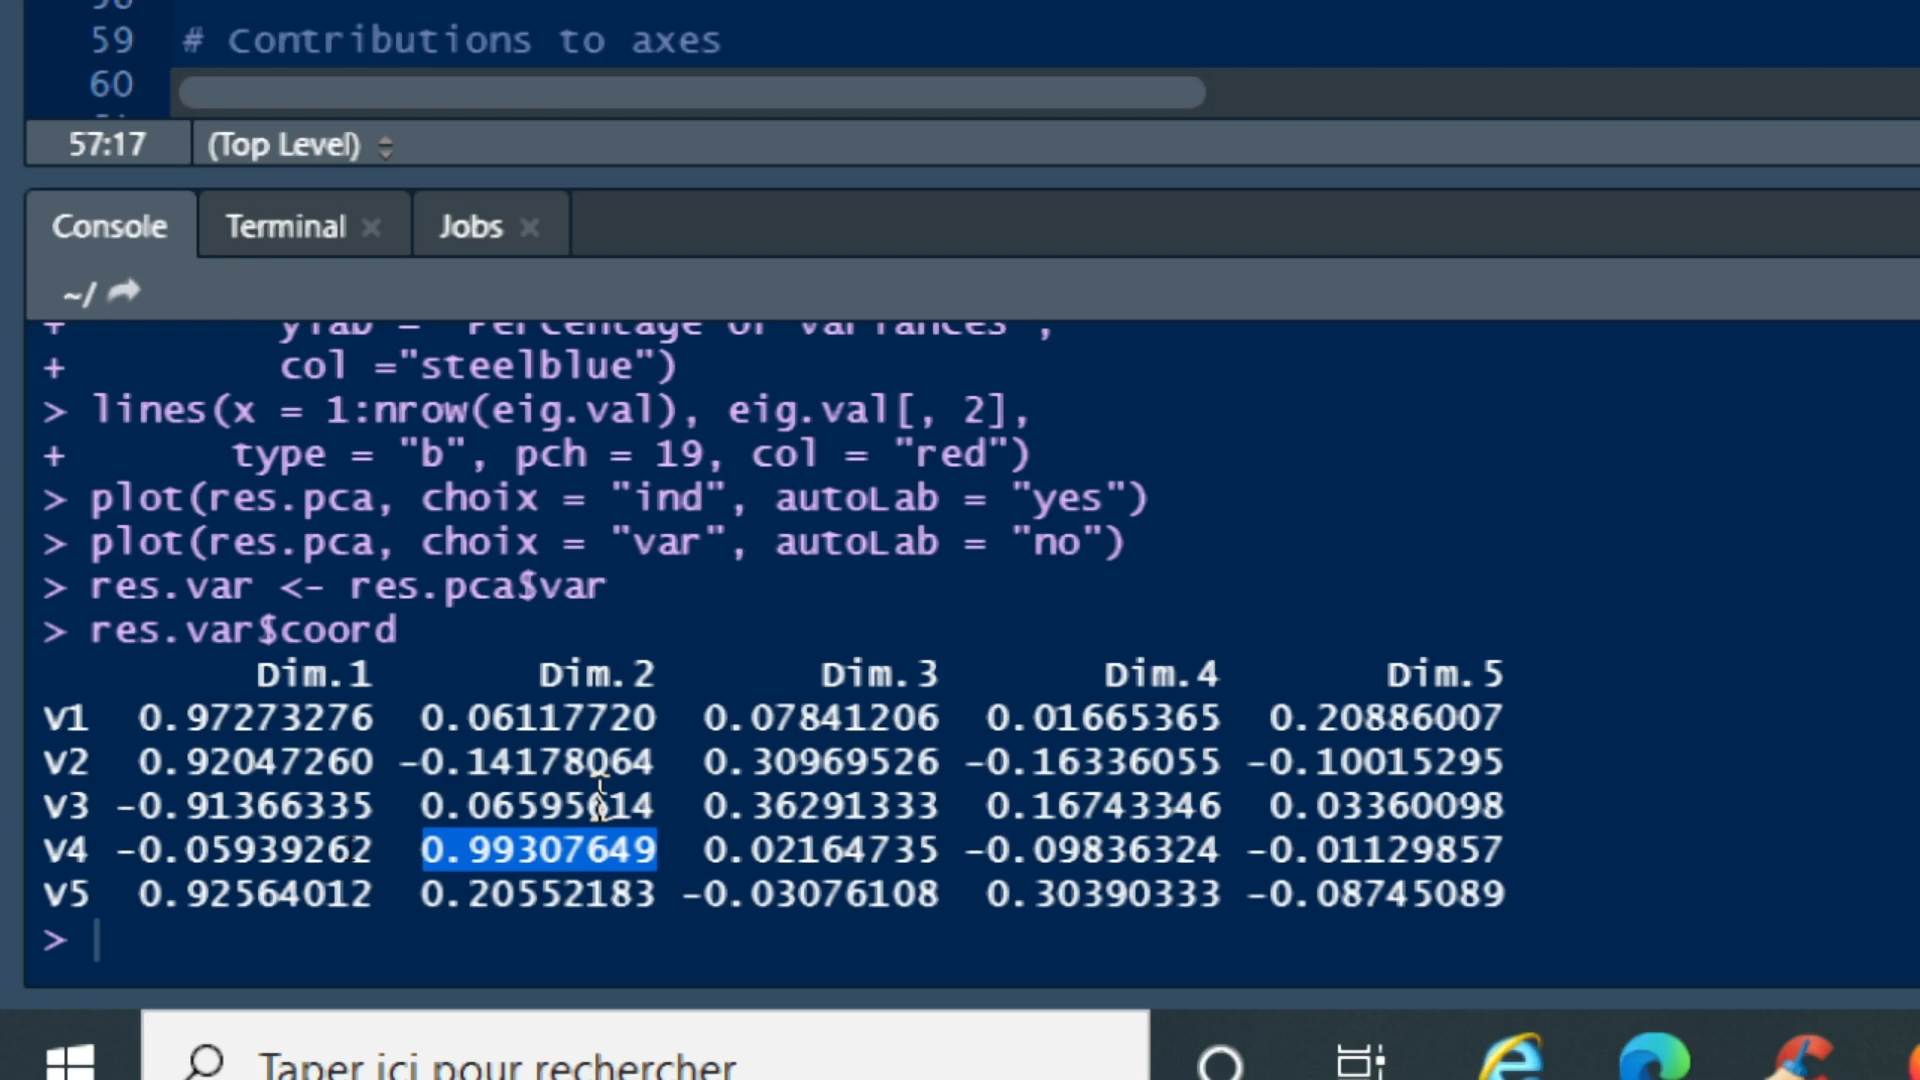 59 # Contributions to axes
60
57:17 (Top Level)
Console Terminal Jobs
~/
+ ylab = "Percentage of variances",
+ col ="steelblue")
> lines(x = 1:nrow(eig.val), eig.val[, 2],
+ type = "b", pch = 19, col = "red")
> plot(res.pca, choix = "ind", autoLab = "yes")
> plot(res.pca, choix = "var", autoLab = "no")
> res.var <- res.pca$var
> res.var$coord
Dim.1 Dim.2 Dim.3 Dim.4 Dim.5
V1 0.97273276 0.06117720 0.07841206 0.01665365 0.20886007
V2 0.92047260 -0.14178064 0.30969526 -0.16336055 -0.10015295
V3 -0.91366335 0.3629 0.36291333 0.16743346 0.03360098
V4 -0.05939262 0.99307649 0.02164735 -0.09836324 -0.01129857
V5 0.92564012 0.20552183 -0.03076108 0.30390333 -0.08745089
>
Taper ici pour rechercher